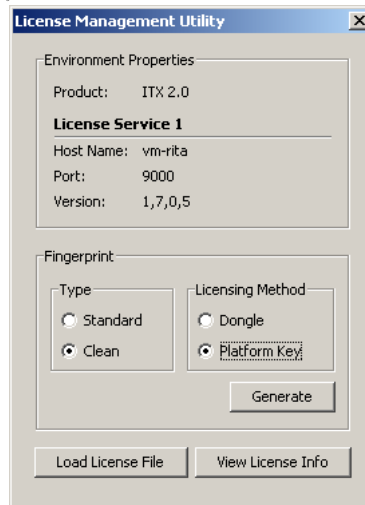 License Management Utility
Environment Properties
Product: ITX 2.0
License Service 1
Host Name: vm-rita
Port: 9000
Version: 1,7,0,5
Fingerprint
Type
Licensing Method
Standard
Dongle
Clean
Platform Key
Generate
Load License File
View License Info